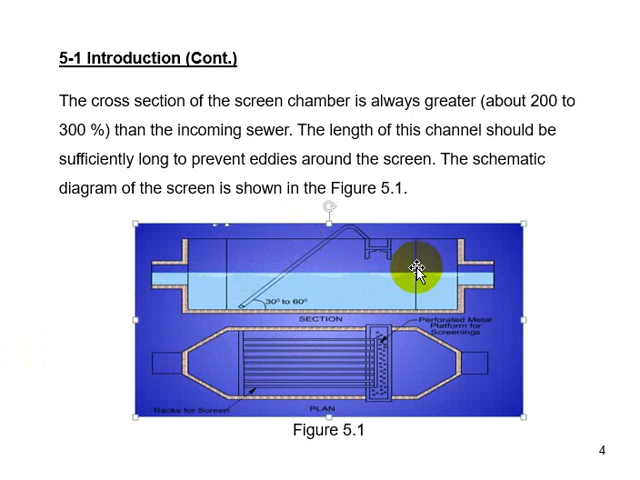 5-1 Introduction (Cont.)
The cross section of the screen chamber is always greater (about 200 to
300 %) than the incoming sewer. The length of this channel should be
sufficiently long to prevent eddies around the screen. The schematic
diagram of the screen is shown in the Figure 5.1.
30° to 60°
SECTION
Perforated Metal
Platform for
Screenings
Racks for Screen
PLAN
Figure 5.1
4